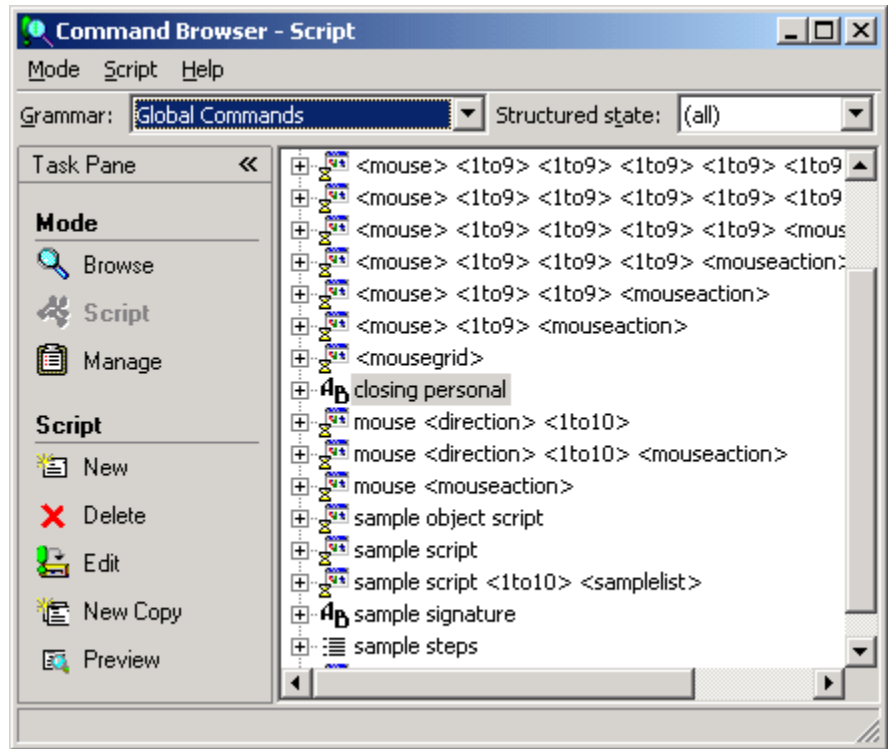 Command Browser - Script
Mode Script Help
Grammar: Global Commands Structured state: (all)
Task Pane «
Mode
Browse
Script
Manage
Script
New
Delete
Edit
New Copy
Preview
<mouse> <1to9> <1to9> <1to9> <1to9> <1to9
<mouse> <1to9> <1to9> <1to9> <1to9> <1to9
<mouse> <1to9> <1to9> <1to9> <1to9> <mous
<mouse> <1to9> <1to9> <1to9> <mouseaction>
<mouse> <1to9> <1to9> <mouseaction>
<mouse> <1to9> <mouseaction>
<mousegrid>
AB closing personal
mouse <direction> <1to10>
mouse <direction> <1to10> <mouseaction>
mouse <mouseaction>
sample object script
sample script
sample script <1to10> <samplelist>
AB sample signature
sample steps